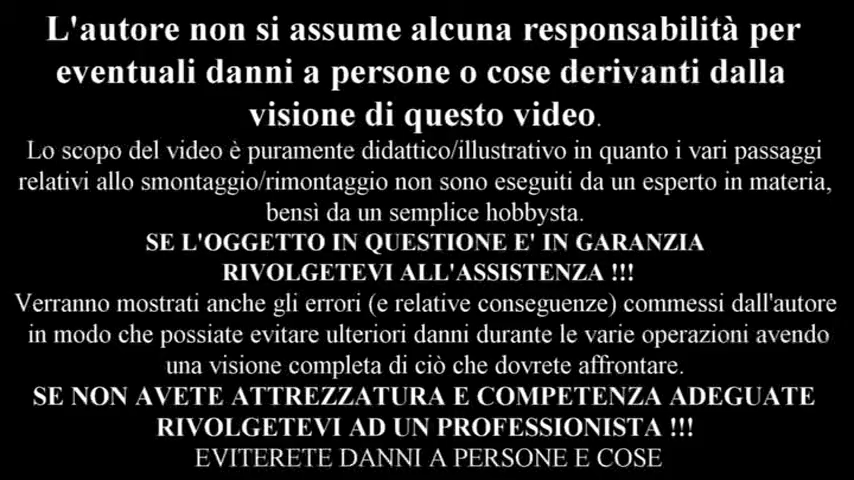 L'autore non si assume alcuna responsabilità per
eventuali danni a persone o cose derivanti dalla
visione di questo video.
Lo scopo del video è puramente didattico/illustrativo in quanto i vari passaggi
relativi allo smontaggio/rimontaggio non sono eseguiti da un esperto in materia,
bensì da un semplice hobbysta.
SE L'OGGETTO IN QUESTIONE E' IN GARANZIA
RIVOLGETEVI ALL'ASSISTENZA !!!
Verranno mostrati anche gli errori (e relative conseguenze) commessi dall'autore
in modo che possiate evitare ulteriori danni durante le varie operazioni avendo
una visione completa di ciò che dovrete affrontare.
SE NON AVETE ATTREZZATURA E COMPETENZA ADEGUATE
RIVOLGETEVI AD UN PROFESSIONISTA !!!
EVITERETE DANNI A PERSONE E COSE